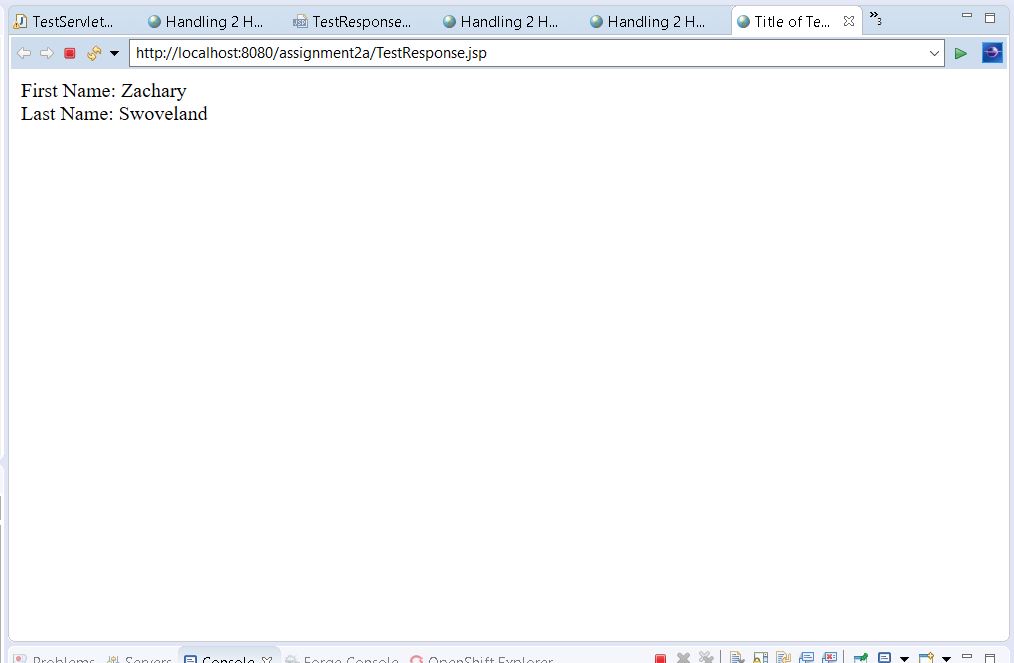 TestServlet... Handling 2 H... TestResponse... Handling 2 H... Handling 2 H... Title of Te... »3
http://localhost:8080/assignment2a/TestResponse.jsp
First Name: Zachary
Last Name: Swoveland
Problems Servers Console Forge Console OpenShift Explorer